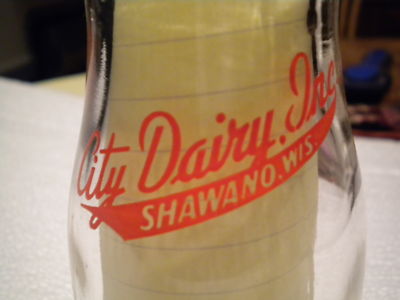 City Dairy, Inc
SHAWANO, WIS.